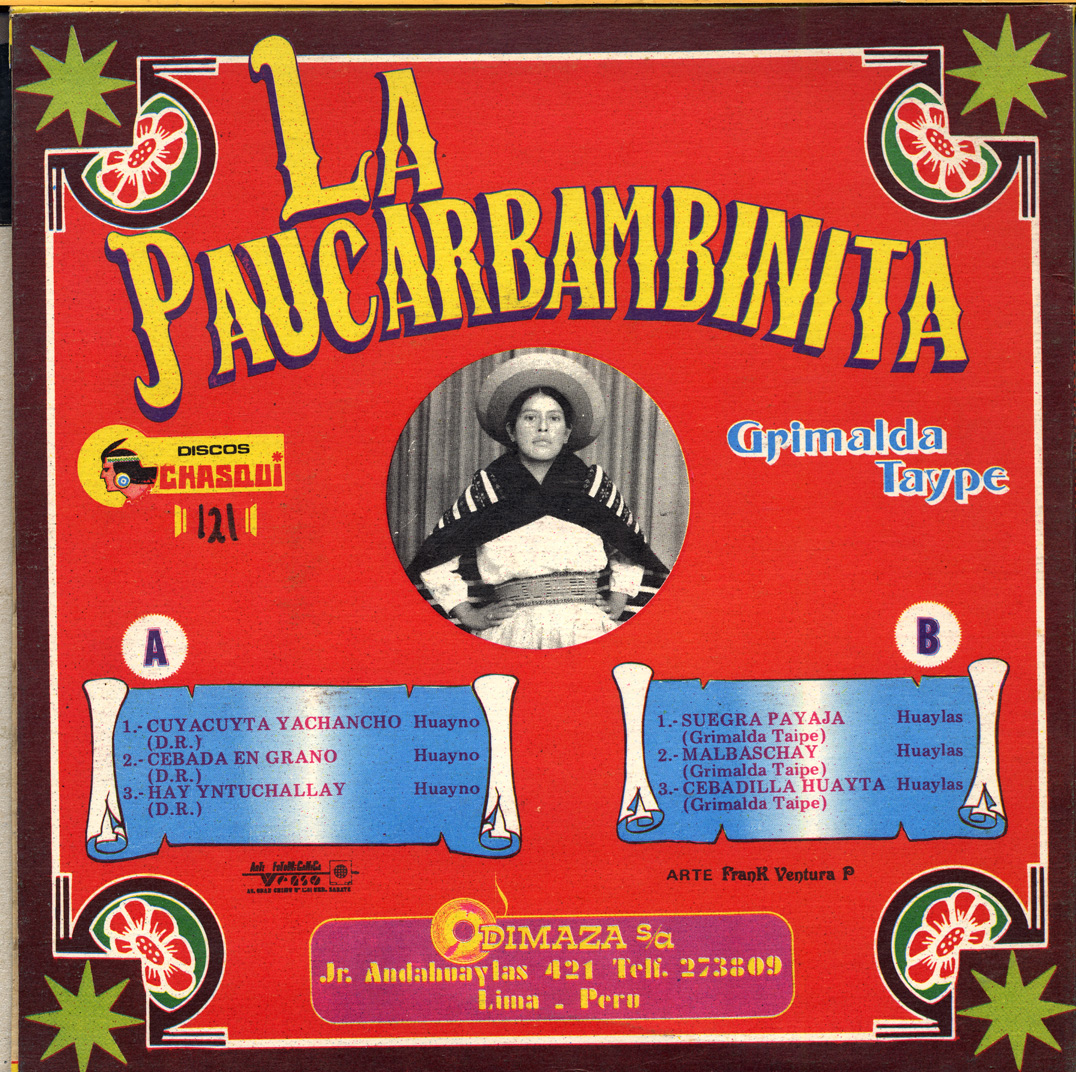 LA
PAUCARBAMBINITA
DISCOS
CHASQUI
121
Grimalda
Taype
A
1.- CUYACUYTA YACHANCHO Huayno
(D.R.)
2.- CEBADA EN GRANO Huayno
(D.R.)
3.- HAY YNTUCHALLAY Huayno
(D.R.)
B
1.- SUEGRA PAYAJA Huaylas
(Grimalda Taipe)
2.- MALBASCHAY Huaylas
(Grimalda Taipe)
3.- CEBADILLA HUAYTA Huaylas
(Grimalda Taipe)
ARTE FranK Ventura P
DIMAZA S/a
Jr. Andahuaylas 421 Telf. 273809
Lima - Peru